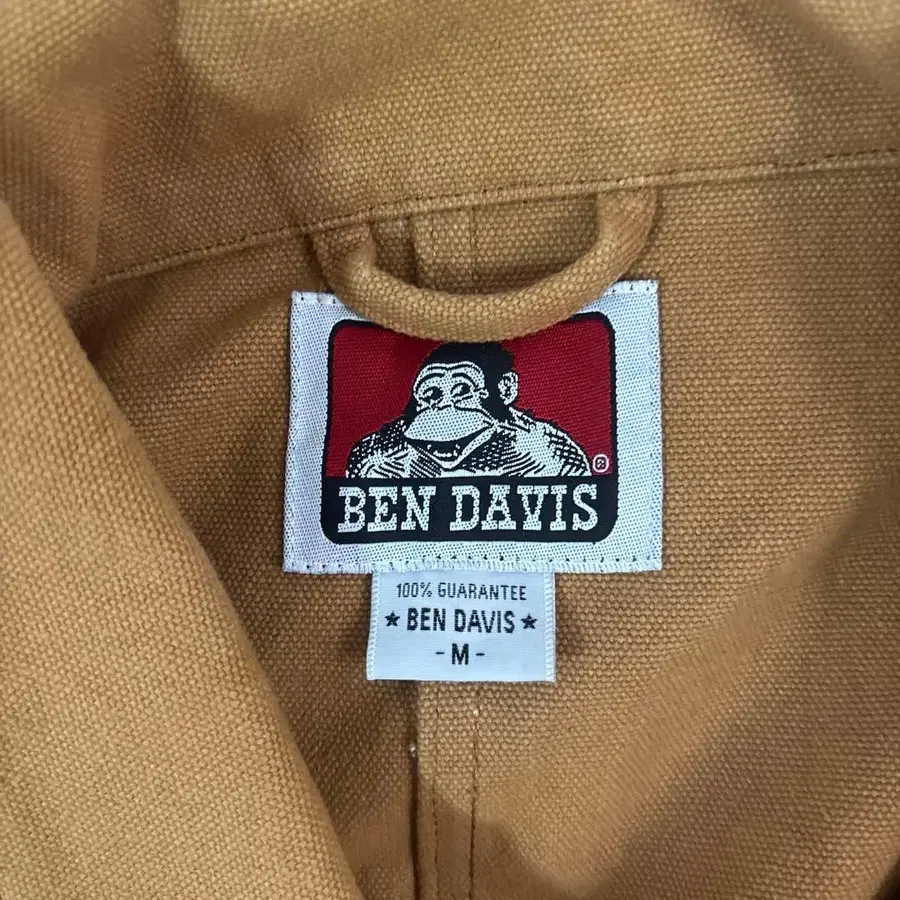 ®
BEN DAVIS
100% GUARANTEE
★ BEN DAVIS ★
- M -